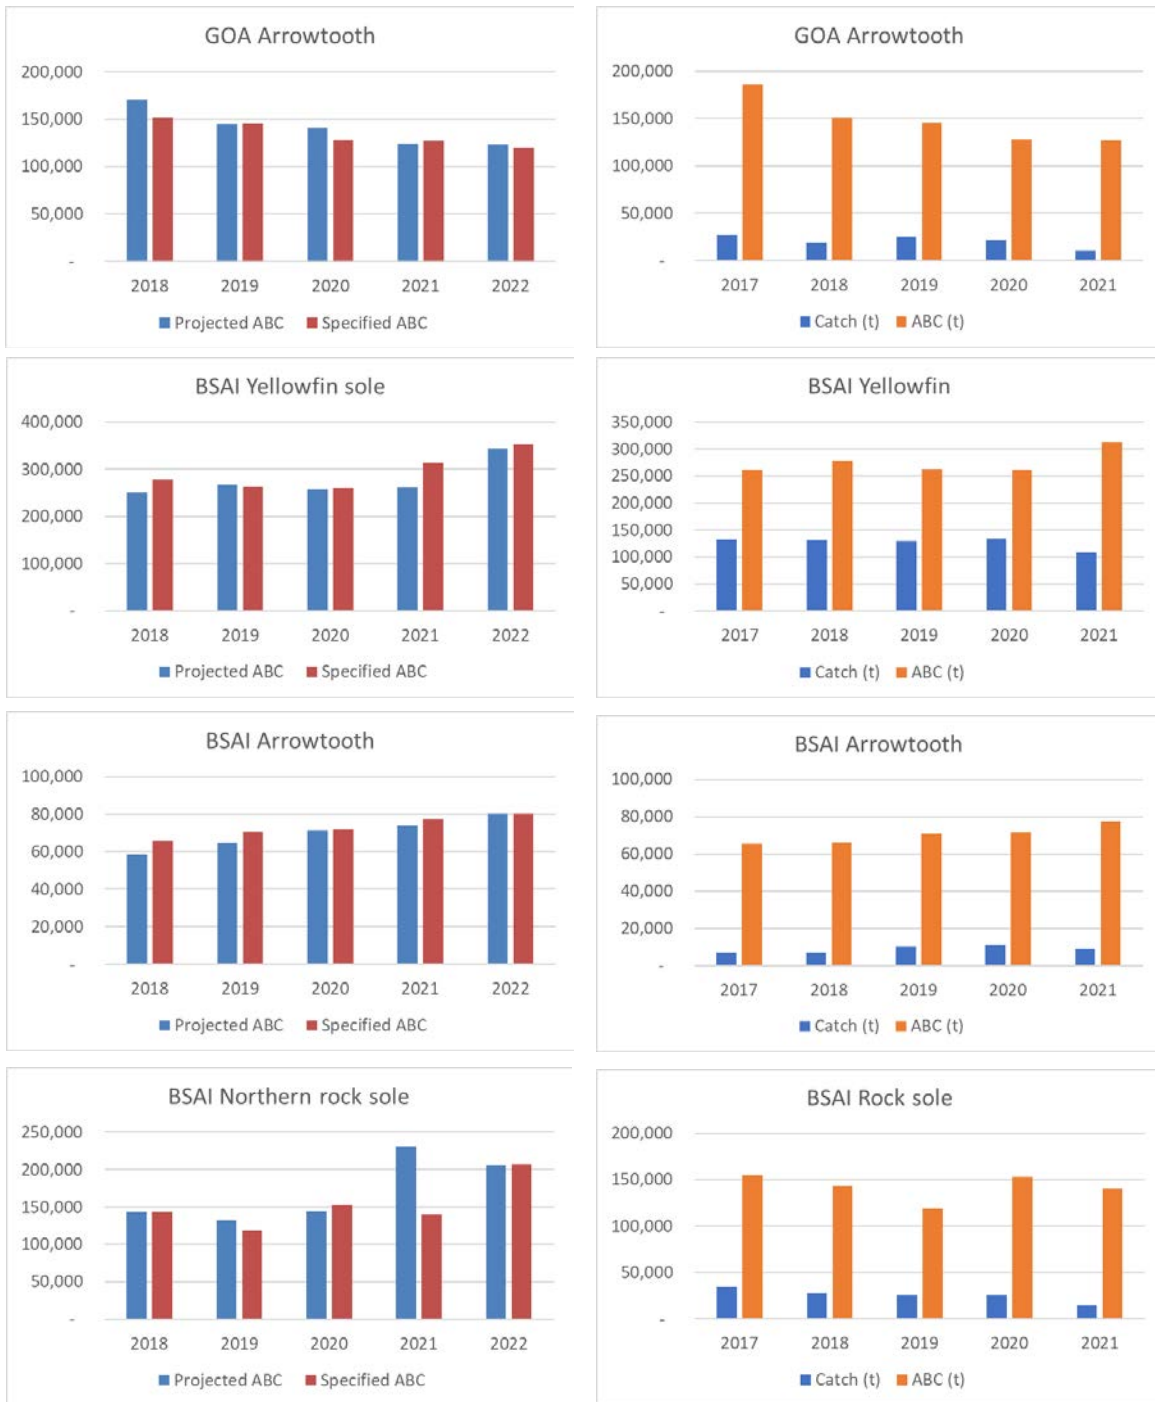 GOA Arrowtooth
200,000
150,000
100,000
50,000
-
2018 2019 2020 2021 2022
Projected ABC Specified ABC
GOA Arrowtooth
200,000
150,000
100,000
50,000
-
2017 2018 2019 2020 2021
Catch (t) ABC (t)
BSAI Yellowfin sole
400,000
300,000
200,000
100,000
-
2018 2019 2020 2021 2022
Projected ABC Specified ABC
BSAI Yellowfin
350,000
300,000
250,000
200,000
150,000
100,000
50,000
-
2017 2018 2019 2020 2021
Catch (t) ABC (t)
BSAI Arrowtooth
100,000
80,000
60,000
40,000
20,000
-
2018 2019 2020 2021 2022
Projected ABC Specified ABC
BSAI Arrowtooth
100,000
80,000
60,000
40,000
20,000
-
2017 2018 2019 2020 2021
Catch (t) ABC (t)
BSAI Northern rock sole
250,000
200,000
150,000
100,000
50,000
-
2018 2019 2020 2021 2022
Projected ABC Specified ABC
BSAI Rock sole
200,000
150,000
100,000
50,000
-
2017 2018 2019 2020 2021
Catch (t) ABC (t)